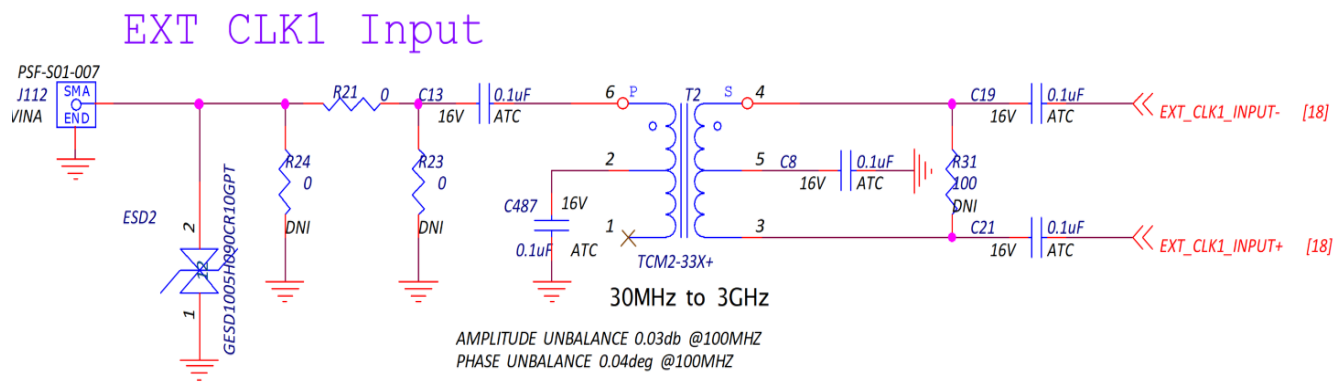 EXT CLK1 Input
PSF-S01-007
J112
VINA
SMA
END
ESD2
2
12
1
GESD1005H090CR10GPT
R24
0
DNI
R21 0
R23
0
DNI
C13 0.1uF
16V ATC
6 P T2 S 4
2
5
1
3
C487 16V
0.1uF ATC
TCM2-33X+
30MHz to 3GHz
C8 0.1uF
16V ATC
R31
100
DNI
C19 0.1uF
16V ATC
C21 0.1uF
16V ATC
EXT_CLK1_INPUT- [18]
EXT_CLK1_INPUT+ [18]
AMPLITUDE UNBALANCE 0.03db @100MHZ
PHASE UNBALANCE 0.04deg @100MHZ